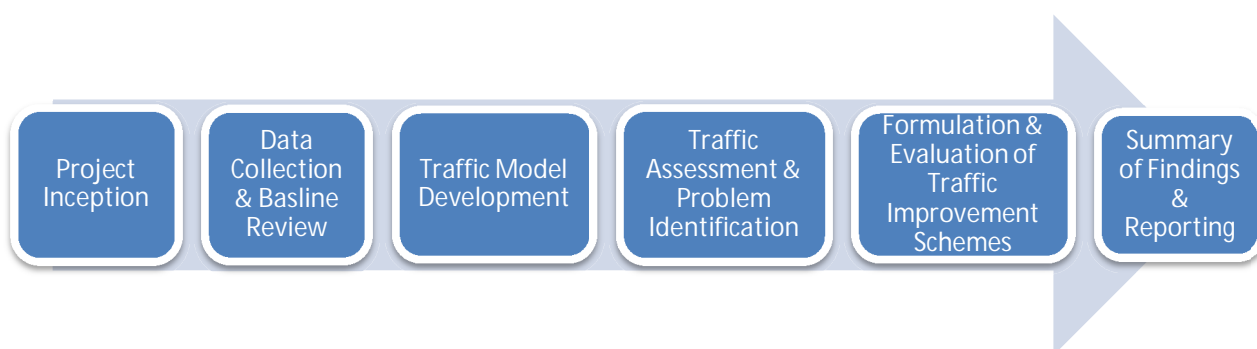 Project
Inception
Data
Collection
& Basline
Review
Traffic Model
Development
Traffic
Assessment &
Problem
Identification
Formulation &
Evaluation of
Traffic
Improvement
Schemes
Summary
of Findings
&
Reporting